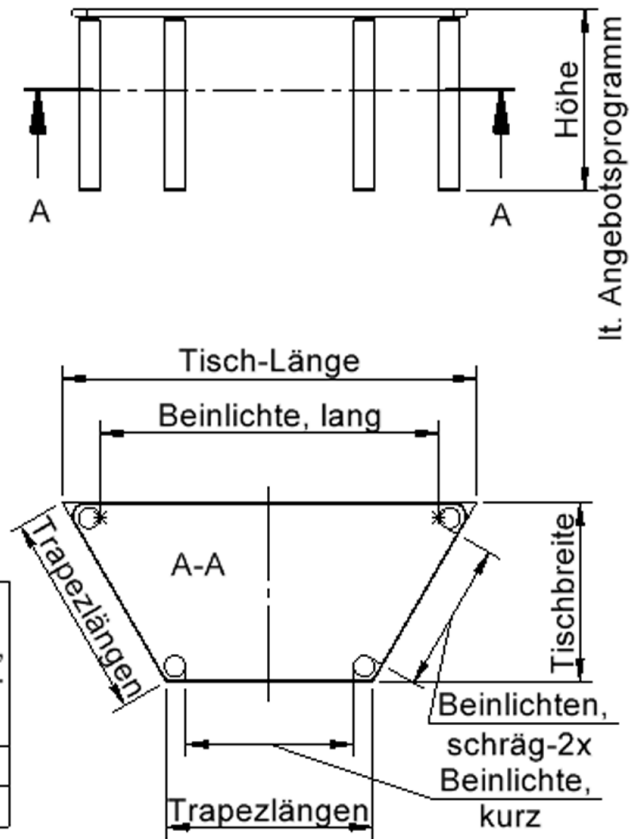 Höhe
lt. Angebotsprogramm
A
A
Tisch-Länge
Beinlichte, lang
Trapezlängen
A-A
Tischbreite
Beinlichten,
schräg-2x
Beinlichte,
kurz
Trapezlängen